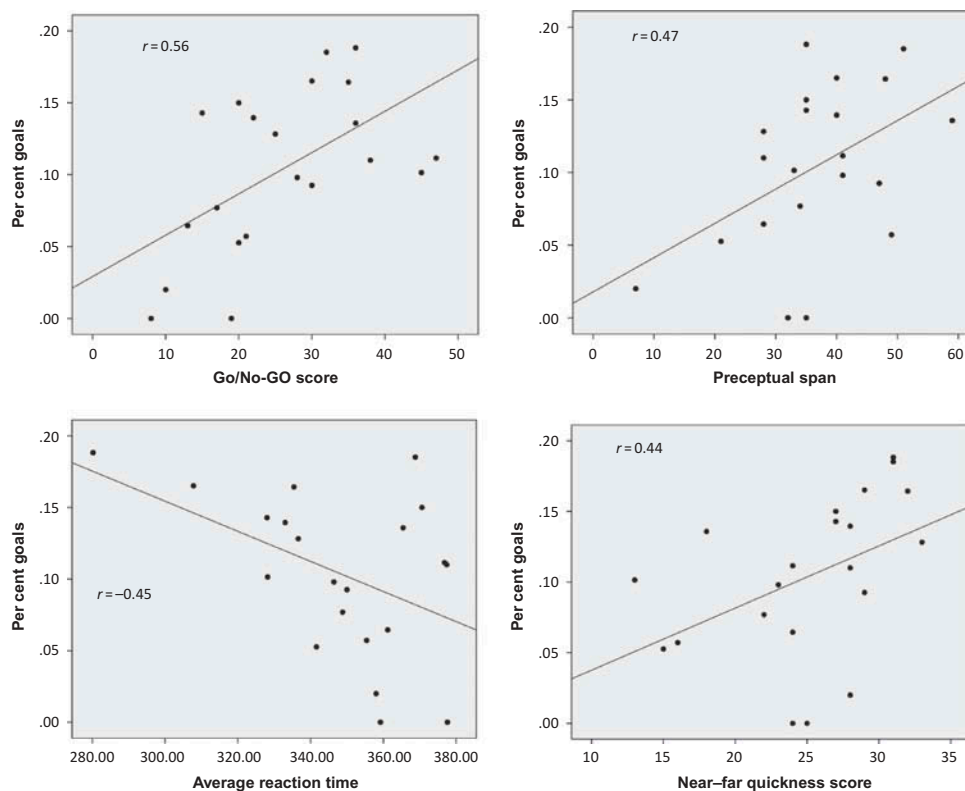 .20
.15
.10
.05
.00
Per cent goals
r = 0.56
0 10 20 30 40 50
Go/No-GO score
.20
.15
.10
.05
.00
Per cent goals
r = 0.47
0 10 20 30 40 50 60
Preceptual span
.20
.15
.10
.05
.00
Per cent goals
r = –0.45
280.00 300.00 320.00 340.00 360.00 380.00
Average reaction time
.20
.15
.10
.05
.00
Per cent goals
r = 0.44
10 15 20 25 30 35
Near–far quickness score